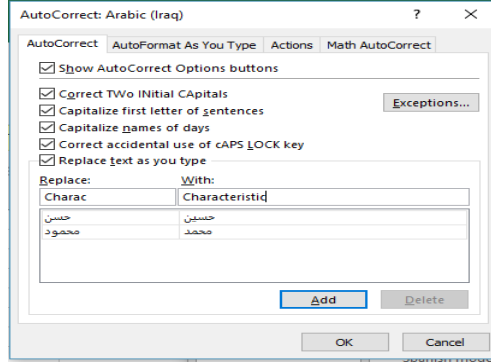 AutoCorrect: Arabic (Iraq) ? ×
AutoCorrect AutoFormat As You Type Actions Math AutoCorrect
Show AutoCorrect Options buttons
Correct TWo INitial CApitals
Exceptions...
Capitalize first letter of sentences
Capitalize names of days
Correct accidental use of cAPS LOCK key
Replace text as you type
Replace: With:
Charac Characteristic
حسن حسين
محمود محمد
Add Delete
OK Cancel